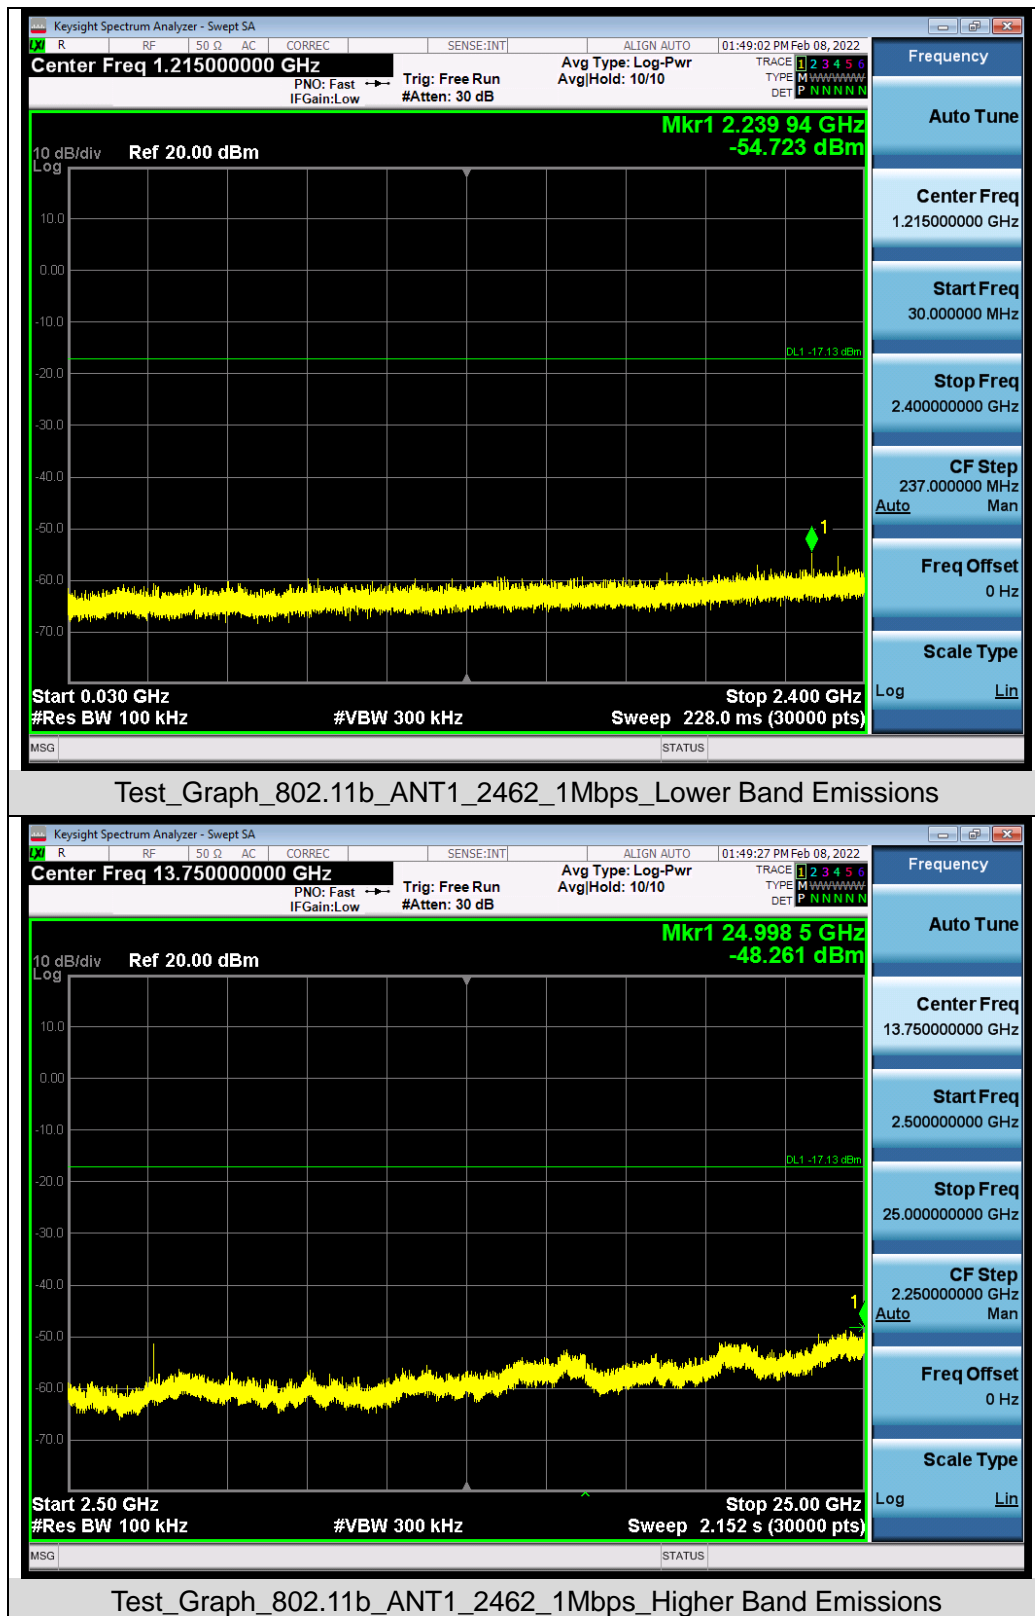 Keysight Spectrum Analyzer - Swept SA
LXI R RF 50 Ω AC CORREC SENSE:INT ALIGN AUTO 01:49:02 PM Feb 08, 2022
Center Freq 1.215000000 GHz
PNO: Fast
IFGain:Low
Trig: Free Run
#Atten: 30 dB
Avg Type: Log-Pwr
Avg|Hold: 10/10
TRACE 1 2 3 4 5 6
TYPE M WWWWW
DET P N N N N N
Mkr1 2.239 94 GHz
-54.723 dBm
10 dB/div Ref 20.00 dBm
Log
10.0
0.00
-10.0
DL1 -17.13 dBm
-20.0
-30.0
-40.0
-50.0
1
-60.0
-70.0
Start 0.030 GHz Stop 2.400 GHz
#Res BW 100 kHz #VBW 300 kHz Sweep 228.0 ms (30000 pts)
MSG STATUS
Frequency
Auto Tune
Center Freq
1.215000000 GHz
Start Freq
30.000000 MHz
Stop Freq
2.400000000 GHz
CF Step
237.000000 MHz
Auto Man
Freq Offset
0 Hz
Scale Type
Log Lin
Test_Graph_802.11b_ANT1_2462_1Mbps_Lower Band Emissions
Keysight Spectrum Analyzer - Swept SA
LXI R RF 50 Ω AC CORREC SENSE:INT ALIGN AUTO 01:49:27 PM Feb 08, 2022
Center Freq 13.750000000 GHz
PNO: Fast
IFGain:Low
Trig: Free Run
#Atten: 30 dB
Avg Type: Log-Pwr
Avg|Hold: 10/10
TRACE 1 2 3 4 5 6
TYPE M WWWWW
DET P N N N N N
Mkr1 24.998 5 GHz
-48.261 dBm
10 dB/div Ref 20.00 dBm
Log
10.0
0.00
-10.0
DL1 -17.13 dBm
-20.0
-30.0
-40.0
1
-50.0
-60.0
-70.0
Start 2.50 GHz Stop 25.00 GHz
#Res BW 100 kHz #VBW 300 kHz Sweep 2.152 s (30000 pts)
MSG STATUS
Frequency
Auto Tune
Center Freq
13.750000000 GHz
Start Freq
2.500000000 GHz
Stop Freq
25.000000000 GHz
CF Step
2.250000000 GHz
Auto Man
Freq Offset
0 Hz
Scale Type
Log Lin
Test_Graph_802.11b_ANT1_2462_1Mbps_Higher Band Emissions